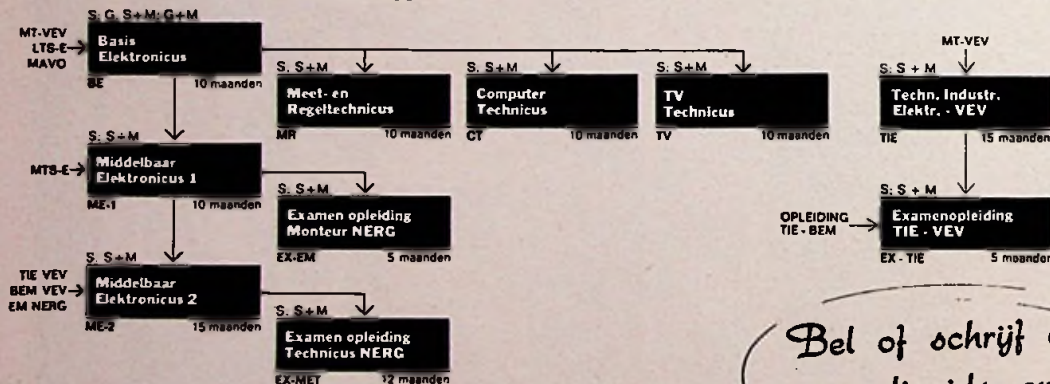 S; G, S+M; G+M
MT-VEV
LTS-E
MAVO
Basis
Elektronicus
BE 10 maanden
S, S+M
Meet- en
Regeltechnicus
MR 10 maanden
S, S+M
Computer
Technicus
CT 10 maanden
S; S+M
TV
Technicus
TV 10 maanden
MT-VEV
S: S + M
Techn. Industr.
Elektr. - VEV
TIE 15 maanden
S; S+M
MTS-E
Middelbaar
Elektronicus 1
ME-1 10 maanden
S; S+M
Examen opleiding
Monteur NERG
EX-EM 5 maanden
OPLEIDING
TIE - BEM
S; S + M
Examenopleiding
TIE - VEV
EX - TIE 5 maanden
S, S+M
TIE VEV
BEM VEV
EM NERG
Middelbaar
Elektronicus 2
ME-2 15 maanden
S, S+M
Examen opleiding
Technicus NERG
EX-MET 12 maanden
Bel of schrijf